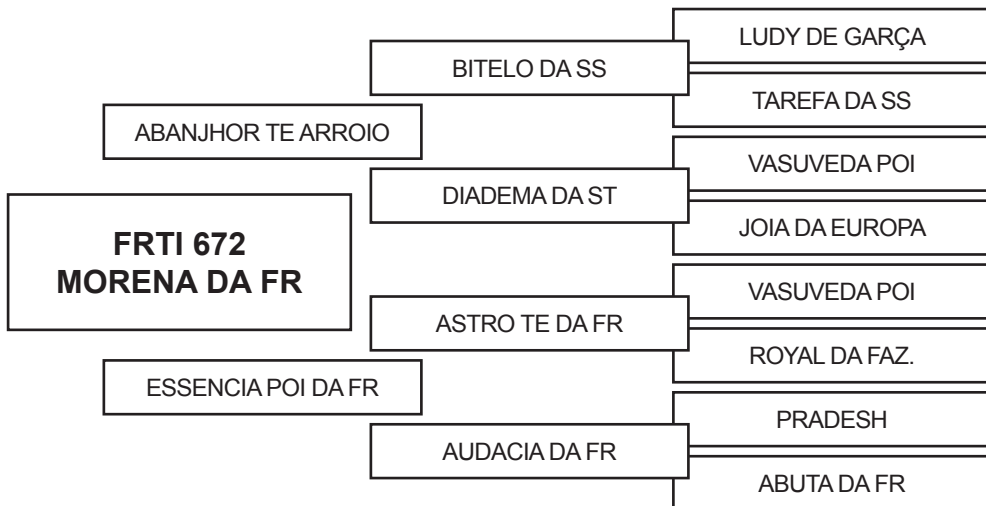 LUDY DE GARÇA
BITELO DA SS
TAREFA DA SS
ABANJHOR TE ARROIO
VASUVEDA POI
DIADEMA DA ST
JOIA DA EUROPA
FRTI 672
MORENA DA FR
VASUVEDA POI
ASTRO TE DA FR
ROYAL DA FAZ.
ESSENCIA POI DA FR
PRADESH
AUDACIA DA FR
ABUTA DA FR